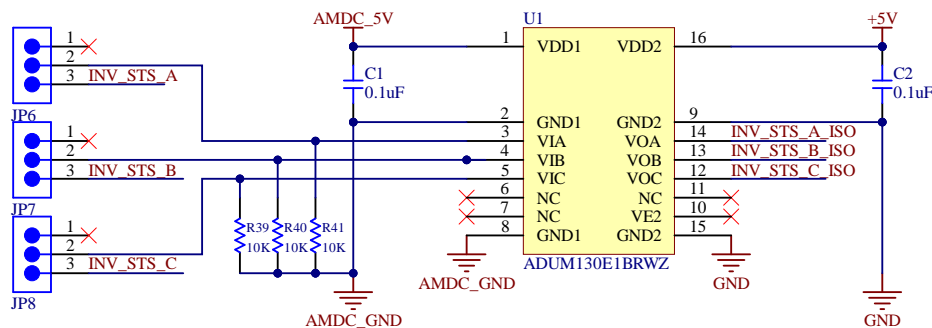 AMDC_5V
U1
+5V
1 VDD1 VDD2 16
1
2
3 INV_STS_A
JP6
C1
0.1uF
C2
0.1uF
2 GND1 GND2 9
3 VIA VOA 14 INV_STS_A_ISO
4 VIB VOB 13 INV_STS_B_ISO
5 VIC VOC 12 INV_STS_C_ISO
6 NC NC 11
7 NC VE2 10
8 GND1 GND2 15
ADUM130E1BRWZ
1
2
3 INV_STS_B
JP7
1
2
3 INV_STS_C
JP8
R39 R40 R41
10K 10K 10K
AMDC_GND
AMDC_GND
GND
GND